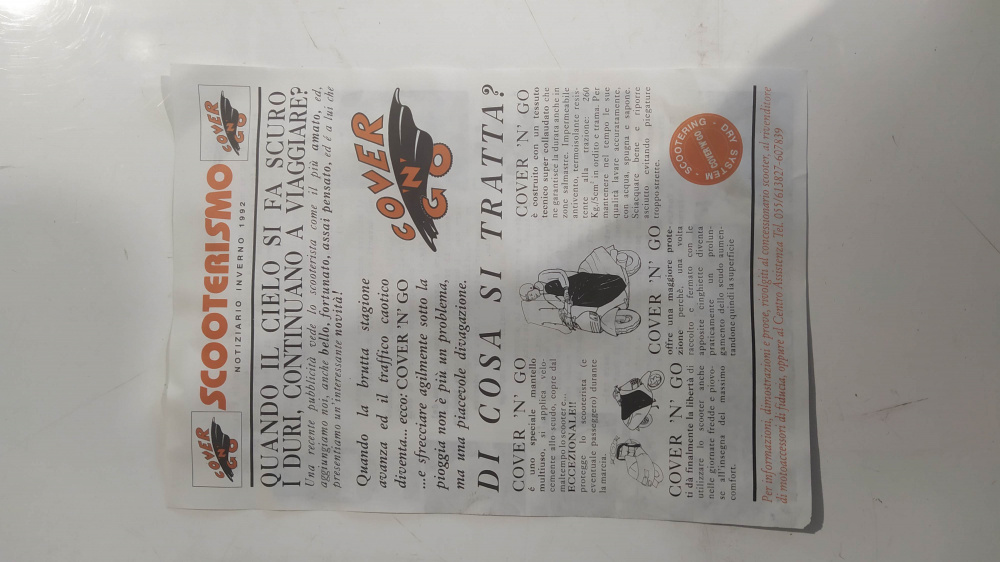 COVER
'N'
GO
SCOOTERISMO
NOTIZIARIO INVERNO 1992
COVER
'N'
GO
QUANDO IL CIELO SI FA SCURO
I DURI, CONTINUANO A VIAGGIARE?
Una recente pubblicità vede lo scooterista come il più amato, ed,
aggiungiamo noi, anche bello, fortunato, assai pensato, ed é a lui che
presentiamo un'interessante novità!
Quando la brutta stagione
avanza ed il traffico caotico
diventa... ecco: COVER 'N' GO
...e sfrecciare agilmente sotto la
pioggia non è più un problema,
ma una piacevole divagazione.
COVER
'N'
GO
DI COSA SI TRATTA?
COVER 'N' GO
è uno speciale mantello
multiuso, si applica velo-
cemente allo scudo, copre dal
maltempo lo scooter e...
ECCEZIONALE!!
protegge lo scooterista (e
eventuale passeggero) durante
la marcia.
COVER 'N' GO
ti dà finalmente la libertà di
utilizzare lo scooter anche
nelle giornate fredde e piovo-
se all'insegna del massimo
comfort.
COVER 'N' GO
offre una maggiore prote-
zione perchè, una volta
raccolto e fermato con le
apposite cinghiette diventa
praticamente un prolun-
gamento dello scudo aumen-
tandone quindi la superficie
COVER 'N' GO
è costruito con un tessuto
tecnico super collaudato che
ne garantisce la durata anche in
zone salmastre. Impermeabile
antivento, termoisolante resis-
tente alla trazione: 260
Kg/5cm in ordito e trama. Per
mantenere nel tempo le sue
qualità lavare accuratamente,
con acqua, spugna e sapone.
Sciacquare bene e riporre
asciutto evitando piegature
troppo strette.
SCOOTERING • DRY SYSTEM •
COVER'N'GO
Per informazioni, dimostrazioni e prove, rivolgiti al concessionario scooter, al rivenditore
di motoaccessori di fiducia, oppure al Centro Assistenza Tel. 055/613827-607839